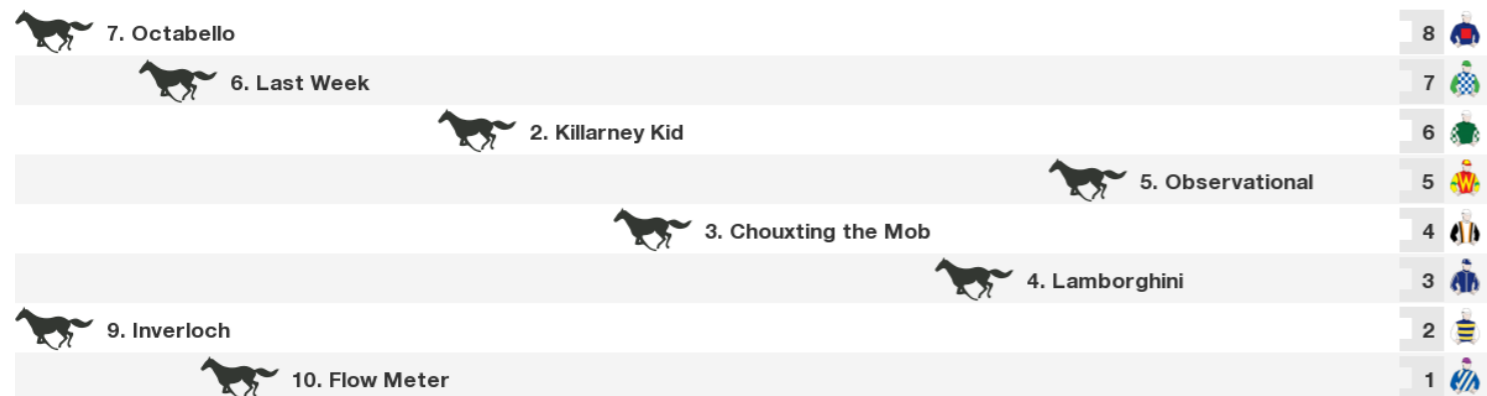 7. Octabello 8
6. Last Week 7
2. Killarney Kid 6
5. Observational 5
3. Chouxting the Mob 4
4. Lamborghini 3
9. Inverloch 2
10. Flow Meter 1